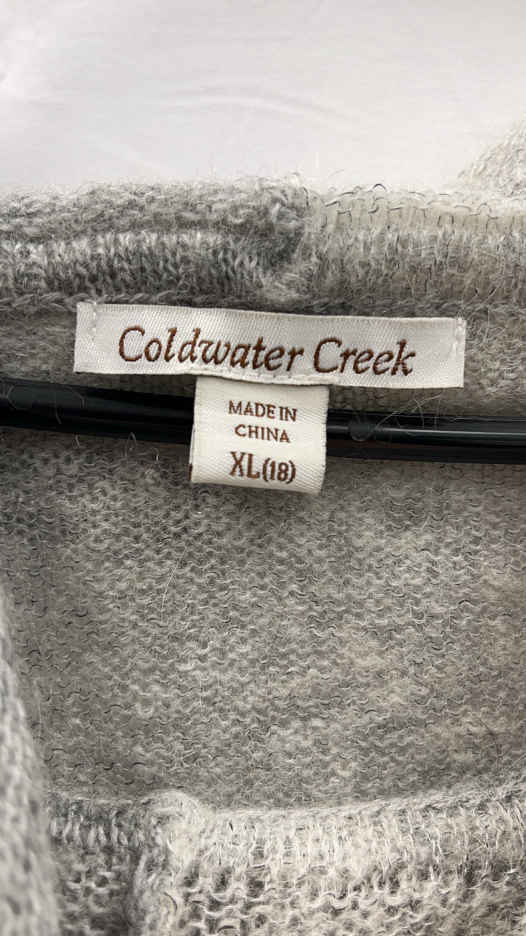 Coldwater Creek
MADE IN
CHINA
XL(18)